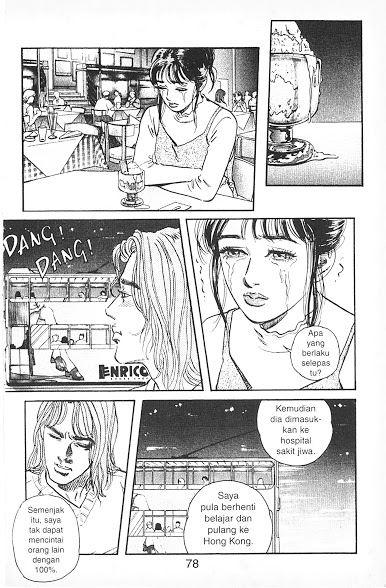 DANG!
DANG!
ENRICO
Apa
yang
berlaku
selepas
tu?
Kemudian
dia dimasuk-
kan ke
hospital
sakit jiwa.
Saya
pula berhenti
belajar dan
pulang ke
Hong Kong.
Semenjak
itu, saya
tak dapat
mencintai
orang lain
dengan
100%.
78